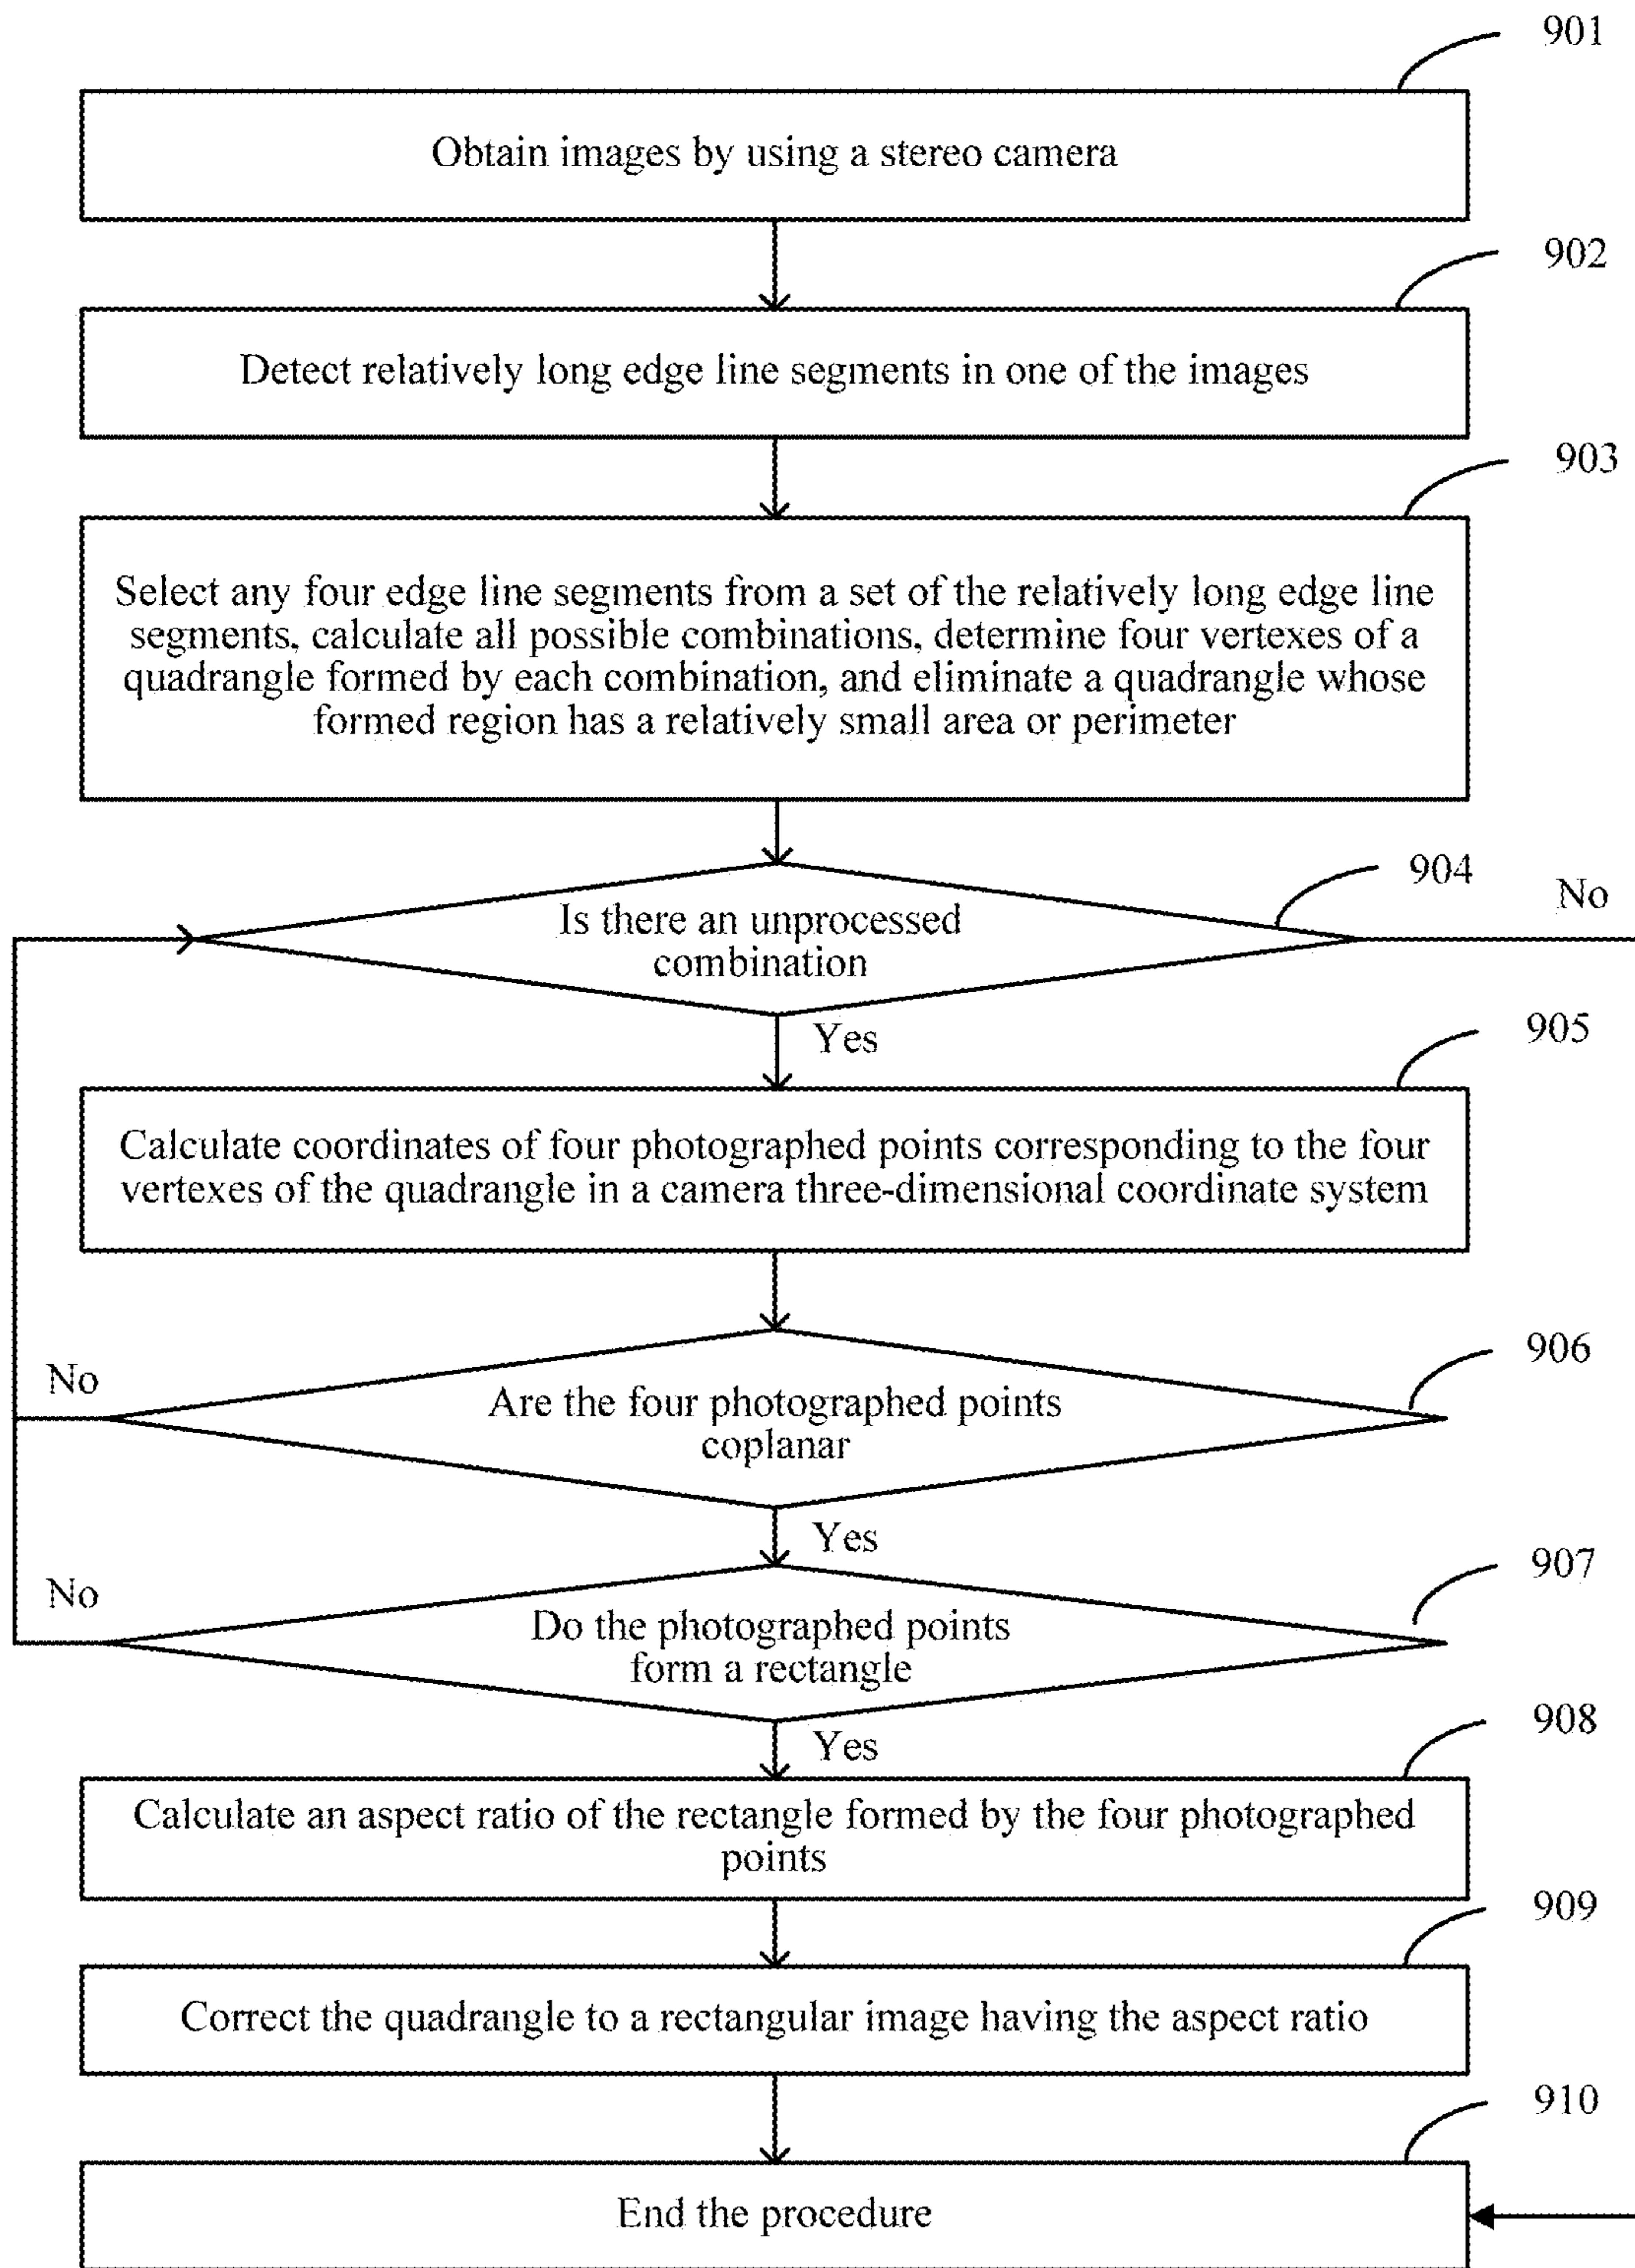 901
Obtain images by using a stereo camera
902
Detect relatively long edge line segments in one of the images
903
Select any four edge line segments from a set of the relatively long edge line
segments, calculate all possible combinations, determine four vertexes of a
quadrangle formed by each combination, and eliminate a quadrangle whose
formed region has a relatively small area or perimeter
904
No
Is there an unprocessed
combination
Yes
905
Calculate coordinates of four photographed points corresponding to the four
vertexes of the quadrangle in a camera three-dimensional coordinate system
906
No
Are the four photographed points
coplanar
Yes
907
No
Do the photographed points
form a rectangle
Yes
908
Calculate an aspect ratio of the rectangle formed by the four photographed
points
909
Correct the quadrangle to a rectangular image having the aspect ratio
910
End the procedure